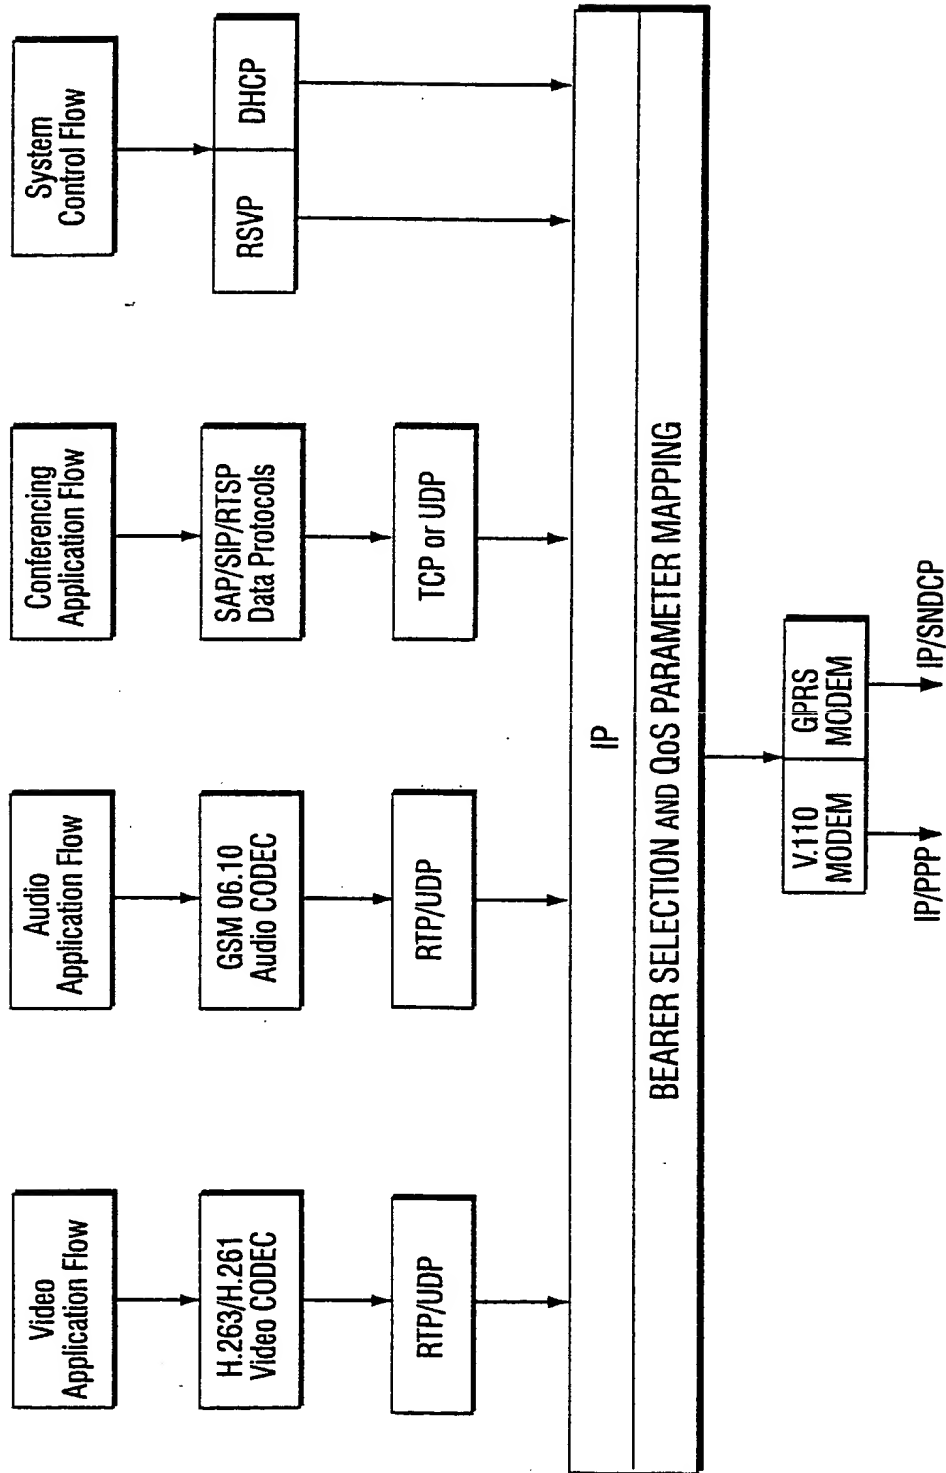 Video
Application Flow
Audio
Application Flow
Conferencing
Application Flow
System
Control Flow
H.263/H.261
Video CODEC
GSM 06.10
Audio CODEC
SAP/SIP/RTSP
Data Protocols
RSVP
DHCP
RTP/UDP
RTP/UDP
TCP or UDP
IP
BEARER SELECTION AND QoS PARAMETER MAPPING
V.110
MODEM
GPRS
MODEM
IP/PPP
IP/SNDCP